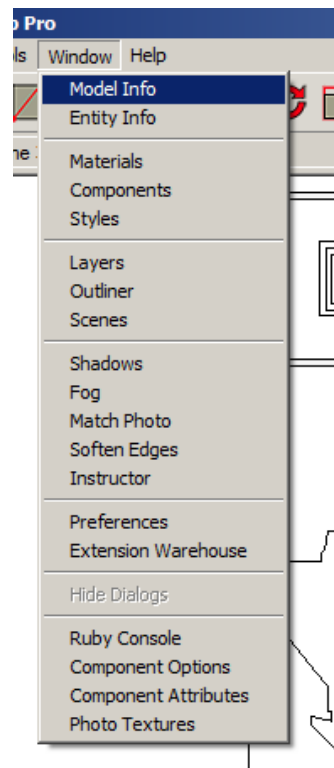 Pro
Window Help
Model Info
Entity Info
Materials
Components
Styles
Layers
Outliner
Scenes
Shadows
Fog
Match Photo
Soften Edges
Instructor
Preferences
Extension Warehouse
Hide Dialogs
Ruby Console
Component Options
Component Attributes
Photo Textures